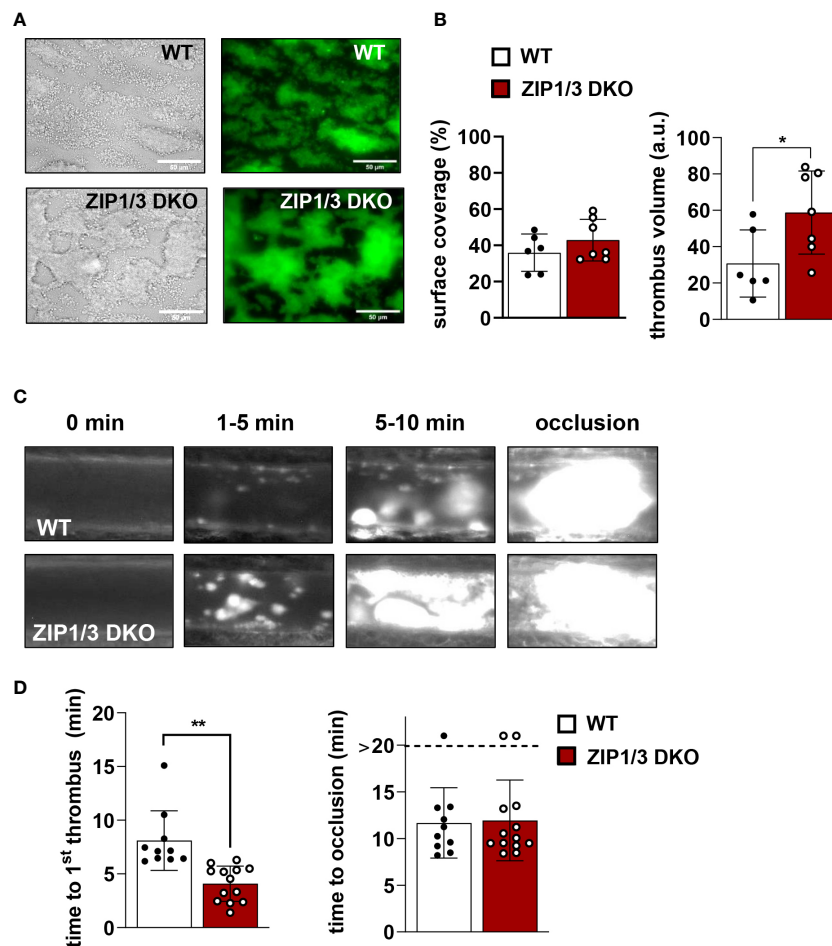 A
WT
WT
50 µm
50 µm
ZIP1/3 DKO
ZIP1/3 DKO
50 µm
50 µm
B
WT
ZIP1/3 DKO
surface coverage (%)
100
80
60
40
20
0
thrombus volume (a.u.)
100
80
60
40
20
0
*
C
0 min
1-5 min
5-10 min
occlusion
WT
ZIP1/3 DKO
D
time to 1st thrombus (min)
20
15
10
5
0
**
time to occlusion (min)
>20
15
10
5
0
WT
ZIP1/3 DKO